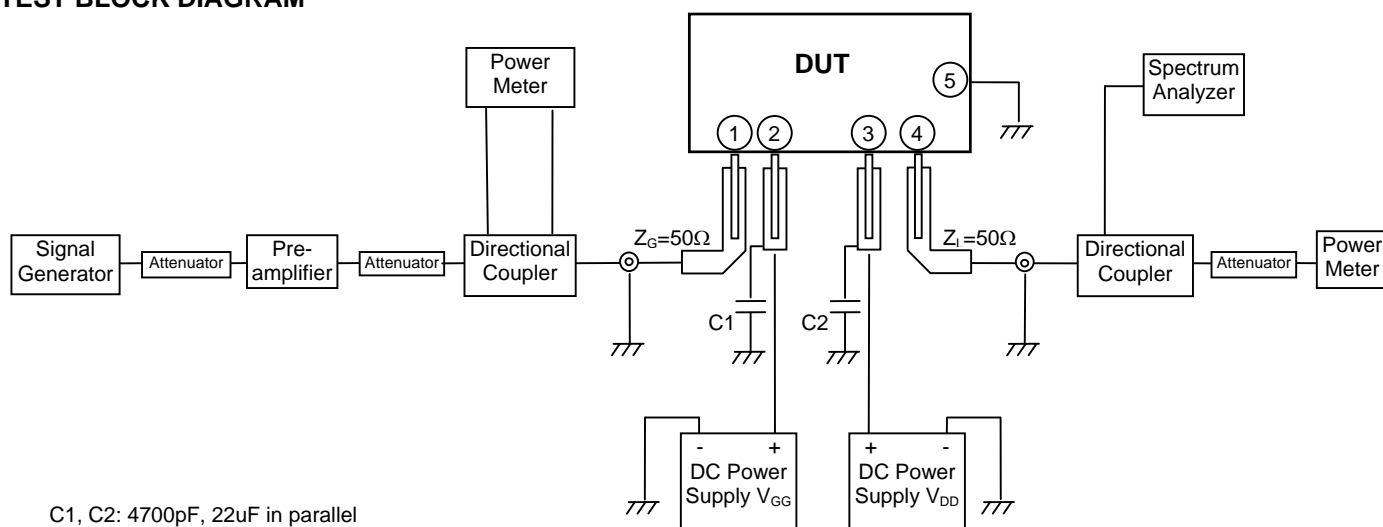 TEST BLOCK DIAGRAM
DUT
Power
Meter
Spectrum
Analyzer
5
1
2
3
4
Z_G=50Ω
Z_L=50Ω
Signal
Generator
Attenuator
Pre-
amplifier
Attenuator
Directional
Coupler
Directional
Coupler
Attenuator
Power
Meter
C1
C2
- +
DC Power
Supply V_GG
+ -
DC Power
Supply V_DD
C1, C2: 4700pF, 22uF in parallel